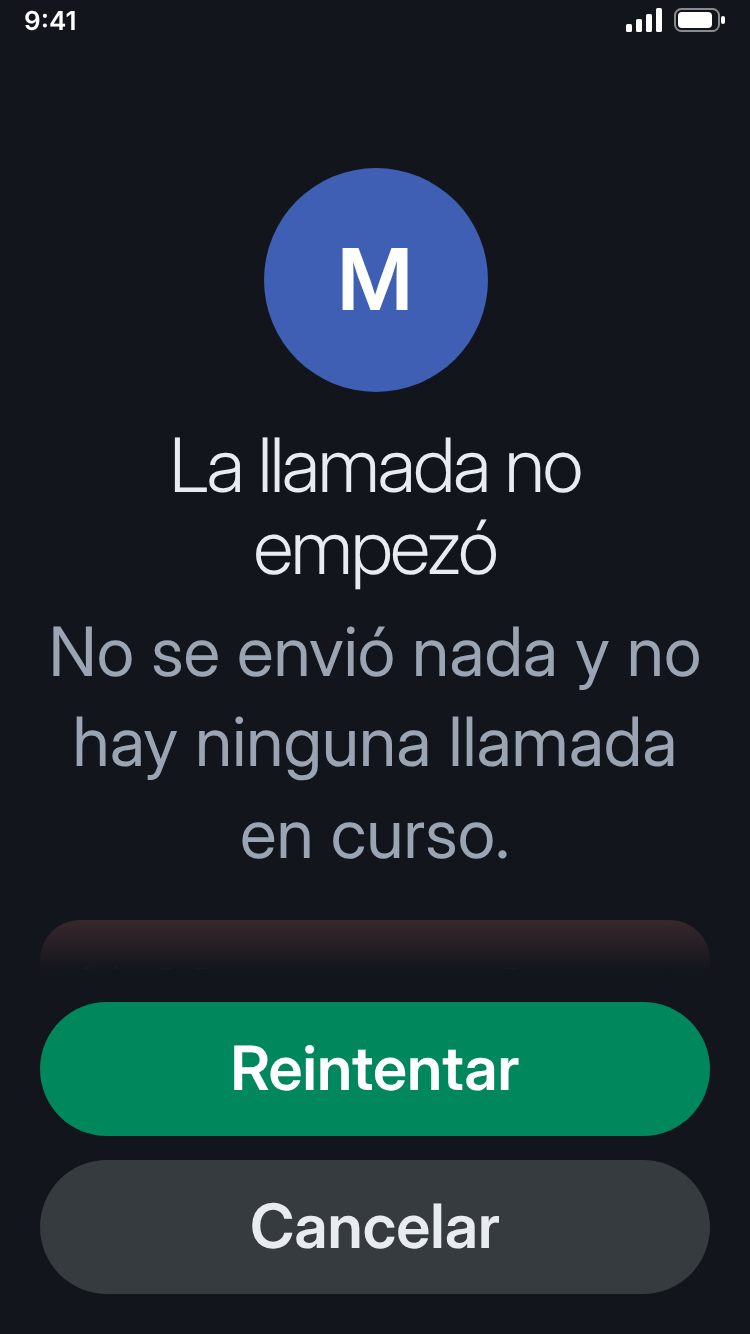 9:41
M
La llamada no
empezó
No se envió nada y no
hay ninguna llamada
en curso.
Reintentar
Cancelar